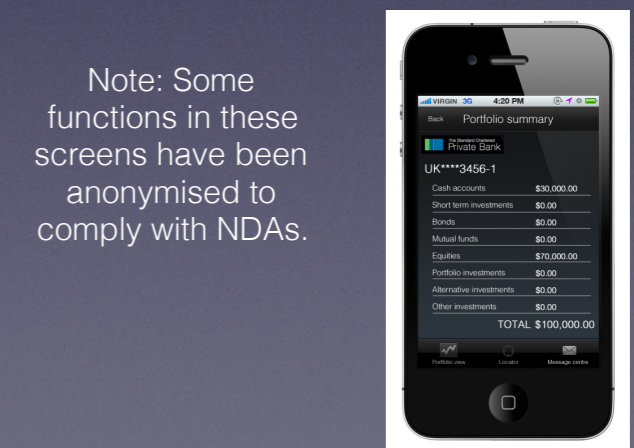 Note: Some
functions in these
screens have been
anonymised to
comply with NDAs.
VIRGIN 3G 4:20 PM
Back Portfolio summary
The Standard Chartered
Private Bank
UK****3456-1
Cash accounts $30,000.00
Short term investments $0.00
Bonds $0.00
Mutual funds $0.00
Equities $70,000.00
Portfolio investments $0.00
Alternative investments $0.00
Other investments $0.00
TOTAL $100,000.00
Portfolio view Locator Message centre